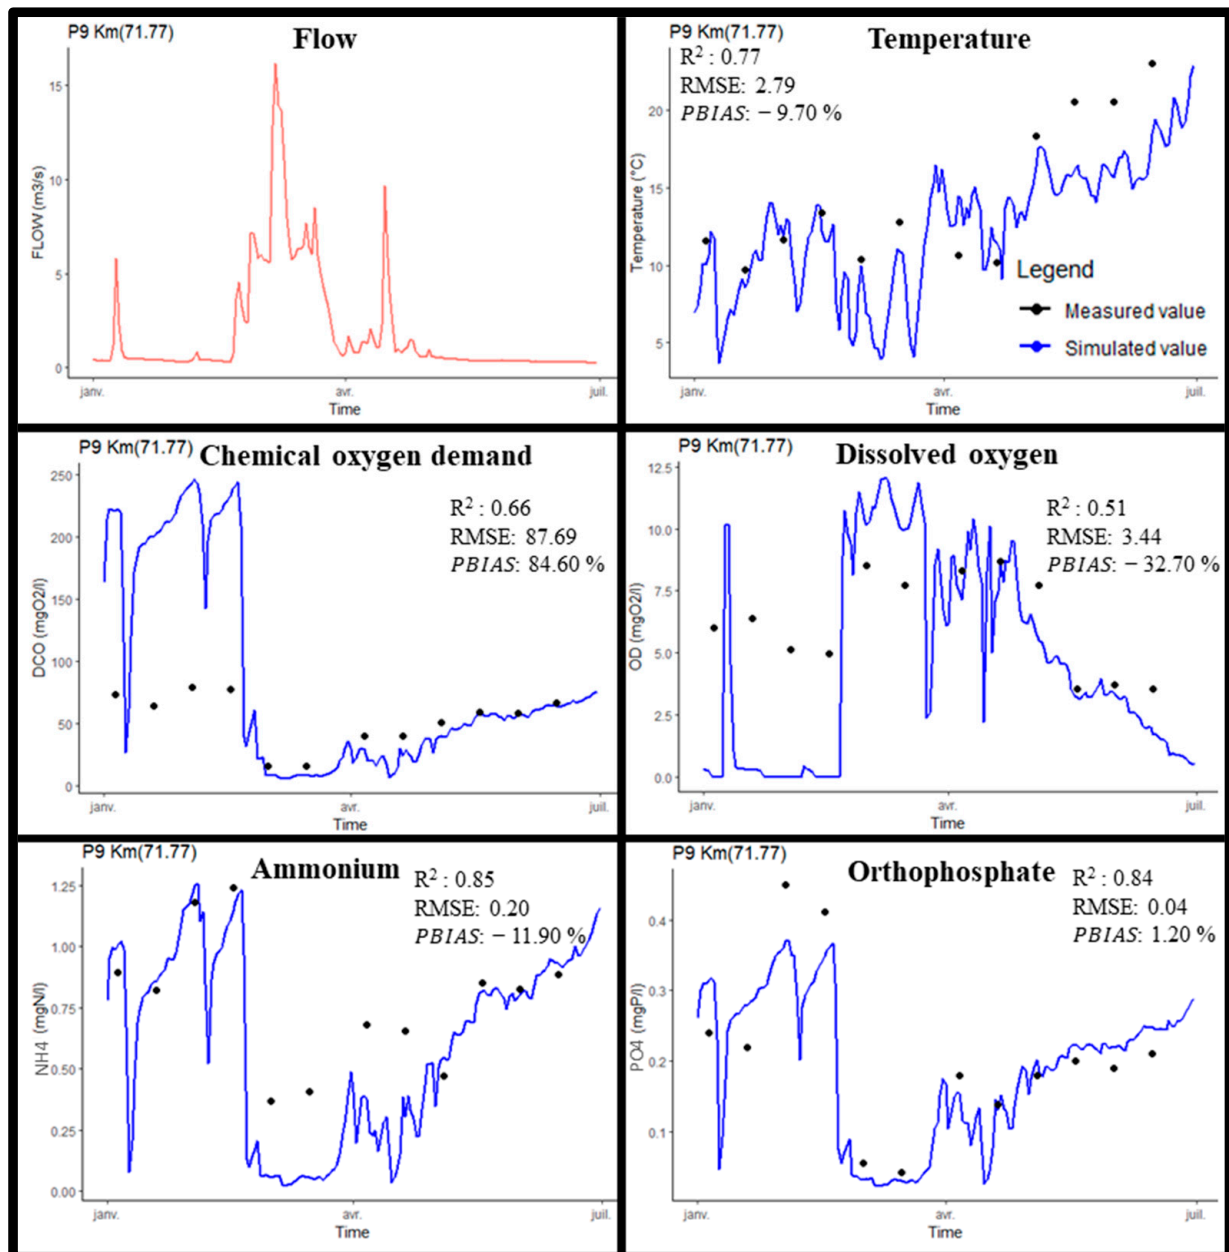 P9 Km(71.77)
Flow
15
10
5
0
FLOW (m3/s)
janv.
avr.
juil.
Time
P9 Km(71.77)
Temperature
R² : 0.77
RMSE: 2.79
PBIAS: − 9.70 %
20
15
10
5
Temperature (°C)
Legend
Measured value
Simulated value
janv.
avr.
juil.
Time
P9 Km(71.77)
Chemical oxygen demand
R² : 0.66
RMSE: 87.69
PBIAS: 84.60 %
250
200
150
100
50
0
DCO (mgO2/l)
janv.
avr.
juil.
Time
P9 Km(71.77)
Dissolved oxygen
R² : 0.51
RMSE: 3.44
PBIAS: − 32.70 %
12.5
10.0
7.5
5.0
2.5
0.0
OD (mgO2/l)
janv.
avr.
juil.
Time
P9 Km(71.77)
Ammonium
R² : 0.85
RMSE: 0.20
PBIAS: − 11.90 %
1.25
1.00
0.75
0.50
0.25
0.00
NH4 (mgN/l)
janv.
avr.
juil.
Time
P9 Km(71.77)
Orthophosphate
R² : 0.84
RMSE: 0.04
PBIAS: 1.20 %
0.4
0.3
0.2
0.1
PO4 (mgP/l)
janv.
avr.
juil.
Time